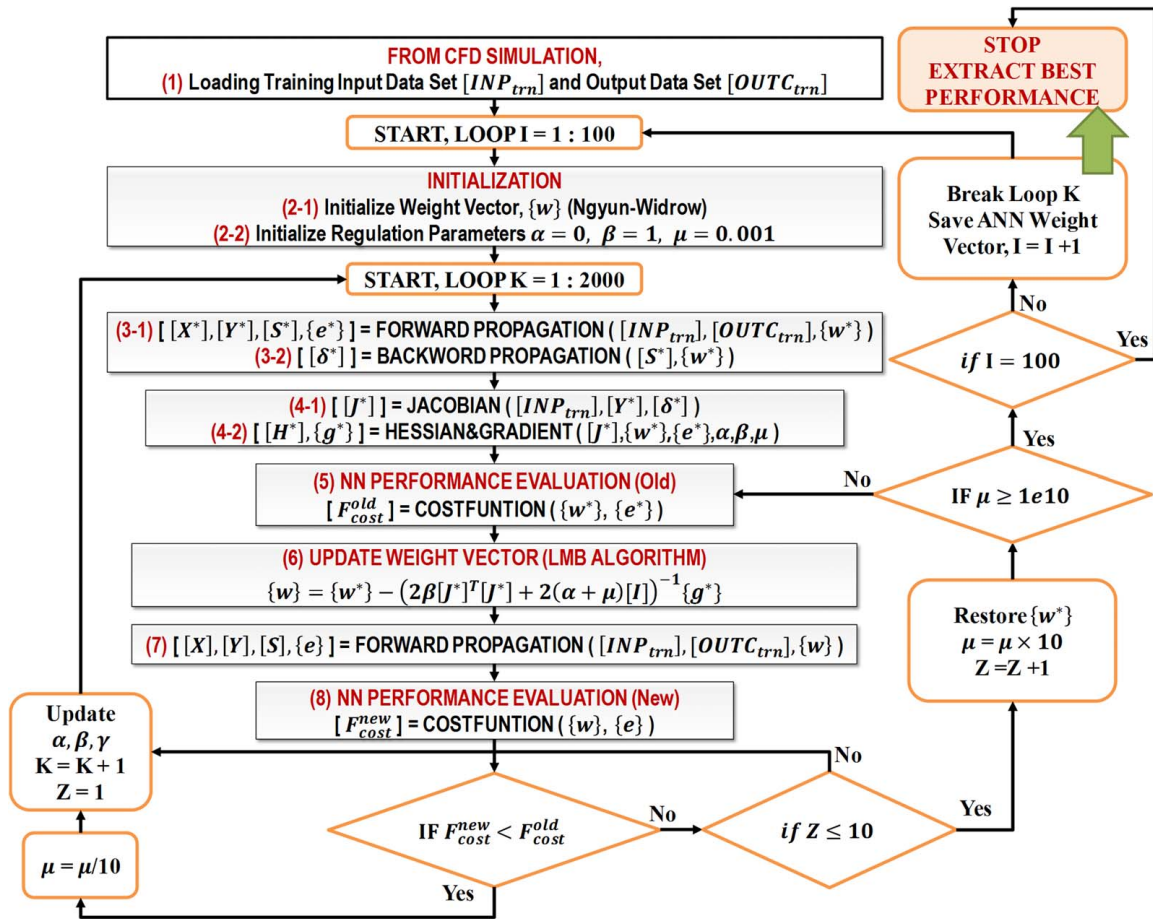 FROM CFD SIMULATION,
(1) Loading Training Input Data Set [INP_trn] and Output Data Set [OUTC_trn]
START, LOOP I = 1 : 100
INITIALIZATION
(2-1) Initialize Weight Vector, {w} (Ngyun-Widrow)
(2-2) Initialize Regulation Parameters α = 0, β = 1, μ = 0.001
START, LOOP K = 1 : 2000
(3-1) [ [X*], [Y*], [S*], {e*} ] = FORWARD PROPAGATION ( [INP_trn], [OUTC_trn], {w*} )
(3-2) [ [δ*] ] = BACKWORD PROPAGATION ( [S*], {w*} )
(4-1) [ [J*] ] = JACOBIAN ( [INP_trn], [Y*], [δ*] )
(4-2) [ [H*], {g*} ] = HESSIAN&GRADIENT ( [J*], {w*}, {e*}, α, β, μ )
(5) NN PERFORMANCE EVALUATION (Old)
[ F_cost^old ] = COSTFUNTION ( {w*}, {e*} )
(6) UPDATE WEIGHT VECTOR (LMB ALGORITHM)
{w} = {w*} − (2β[J*]^T[J*] + 2(α + μ)[I])^−1{g*}
(7) [ [X], [Y], [S], {e} ] = FORWARD PROPAGATION ( [INP_trn], [OUTC_trn], {w} )
(8) NN PERFORMANCE EVALUATION (New)
[ F_cost^new ] = COSTFUNTION ( {w}, {e} )
IF F_cost^new < F_cost^old
Yes
No
if Z ≤ 10
No
Yes
μ = μ/10
Update
α, β, γ
K = K + 1
Z = 1
Restore {w*}
μ = μ × 10
Z =Z +1
IF μ ≥ 1e10
No
Yes
if I = 100
No
Yes
Break Loop K
Save ANN Weight
Vector, I = I +1
STOP
EXTRACT BEST
PERFORMANCE